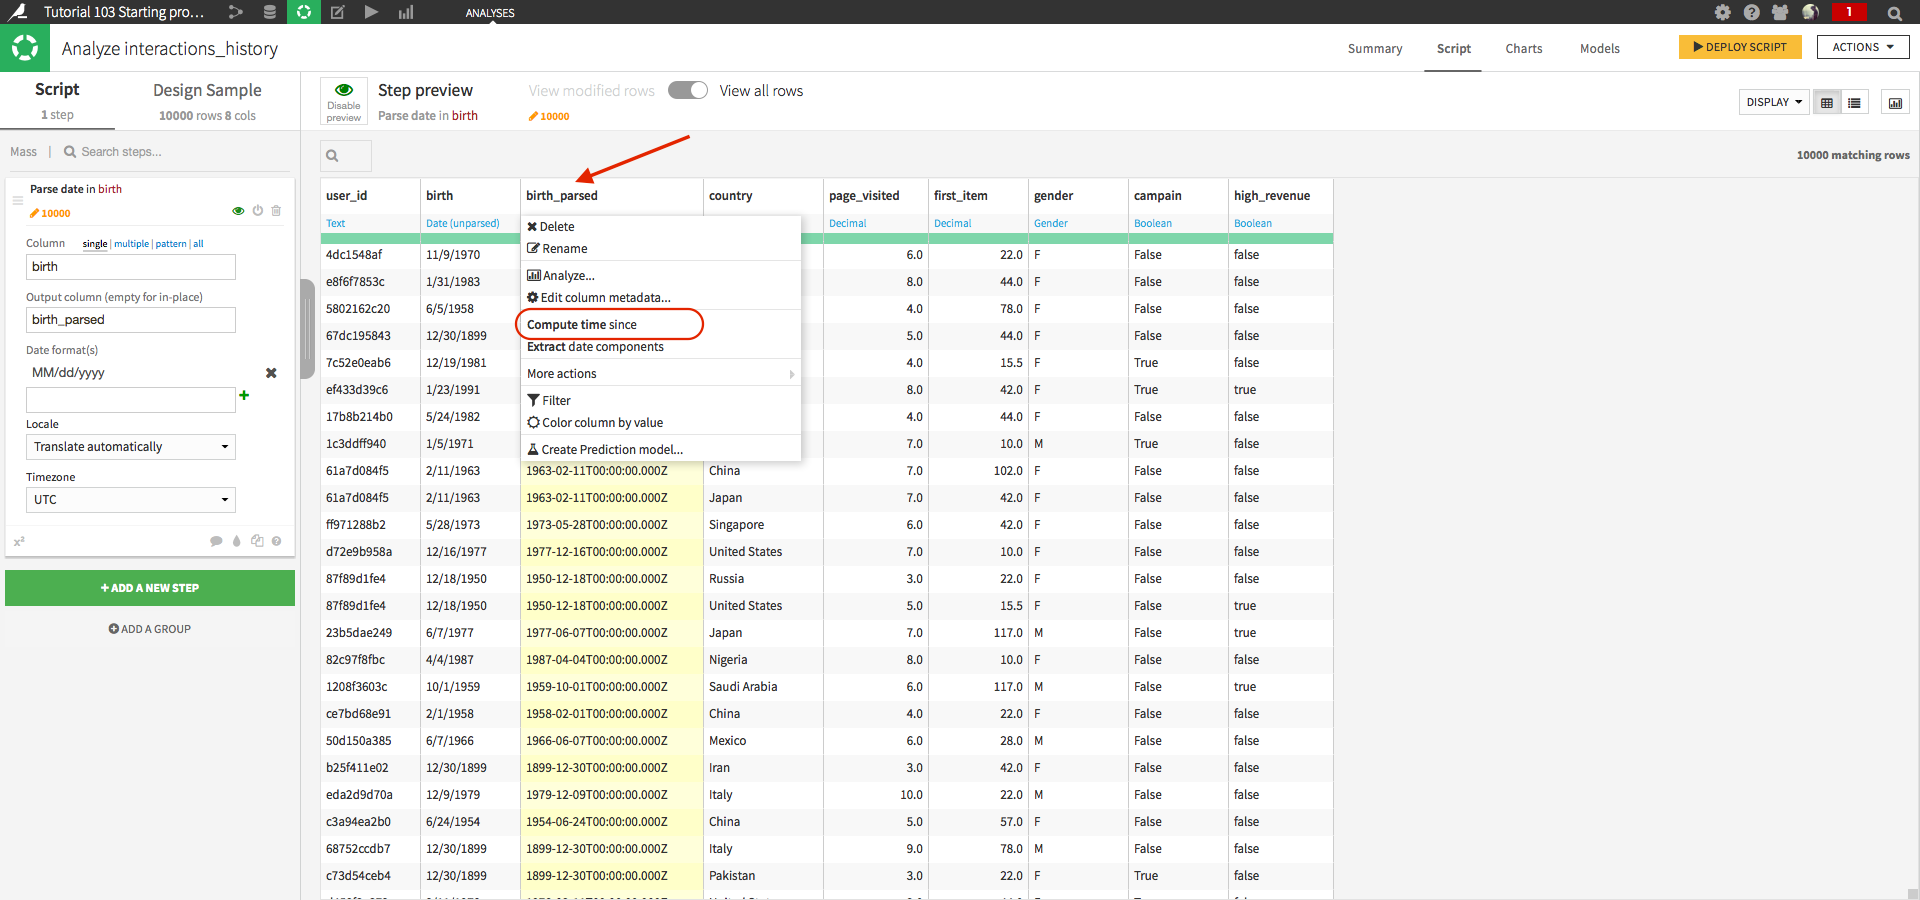 Tutorial 103 Starting pro... ANALYSES 1
Analyze interactions_history Summary Script Charts Models DEPLOY SCRIPT ACTIONS
Script Design Sample
1 step 10000 rows 8 cols
Disable preview Step preview View modified rows View all rows DISPLAY
Parse date in birth 10000
Mass | Search steps...
10000 matching rows
Parse date in birth
10000
Column single | multiple | pattern | all
birth
Output column (empty for in-place)
birth_parsed
Date format(s)
MM/dd/yyyy
Locale
Translate automatically
Timezone
UTC
x²
+ ADD A NEW STEP
ADD A GROUP
user_id birth birth_parsed country page_visited first_item gender campain high_revenue
Text Date (unparsed) Decimal Decimal Gender Boolean Boolean
Delete
Rename
Analyze...
Edit column metadata...
Compute time since
Extract date components
More actions
Filter
Color column by value
Create Prediction model...
4dc1548af 11/9/1970 6.0 22.0 F False false
e8f6f7853c 1/31/1983 8.0 44.0 F False false
5802162c20 6/5/1958 4.0 78.0 F False false
67dc195843 12/30/1899 5.0 44.0 F False false
7c52e0eab6 12/19/1981 4.0 15.5 F True false
ef433d39c6 1/23/1991 8.0 42.0 F True true
17b8b214b0 5/24/1982 4.0 44.0 F False false
1c3ddff940 1/5/1971 7.0 10.0 M True false
61a7d084f5 2/11/1963 1963-02-11T00:00:00.000Z China 7.0 102.0 F False false
61a7d084f5 2/11/1963 1963-02-11T00:00:00.000Z Japan 7.0 42.0 F False false
ff971288b2 5/28/1973 1973-05-28T00:00:00.000Z Singapore 6.0 42.0 F False false
d72e9b958a 12/16/1977 1977-12-16T00:00:00.000Z United States 7.0 10.0 F False false
87f89d1fe4 12/18/1950 1950-12-18T00:00:00.000Z Russia 3.0 22.0 F False false
87f89d1fe4 12/18/1950 1950-12-18T00:00:00.000Z United States 5.0 15.5 F False true
23b5dae249 6/7/1977 1977-06-07T00:00:00.000Z Japan 7.0 117.0 M False true
82c97f8fbc 4/4/1987 1987-04-04T00:00:00.000Z Nigeria 8.0 10.0 F False false
1208f3603c 10/1/1959 1959-10-01T00:00:00.000Z Saudi Arabia 6.0 117.0 M False true
ce7bd68e91 2/1/1958 1958-02-01T00:00:00.000Z China 4.0 22.0 F False false
50d150a385 6/7/1966 1966-06-07T00:00:00.000Z Mexico 6.0 28.0 M False false
b25f411e02 12/30/1899 1899-12-30T00:00:00.000Z Iran 3.0 42.0 F False false
eda2d9d70a 12/9/1979 1979-12-09T00:00:00.000Z Italy 10.0 22.0 M False false
c3a94ea2b0 6/24/1954 1954-06-24T00:00:00.000Z China 5.0 57.0 F False false
68752ccdb7 12/30/1899 1899-12-30T00:00:00.000Z Italy 9.0 78.0 M False false
c73d54ceb4 12/30/1899 1899-12-30T00:00:00.000Z Pakistan 3.0 22.0 F True false